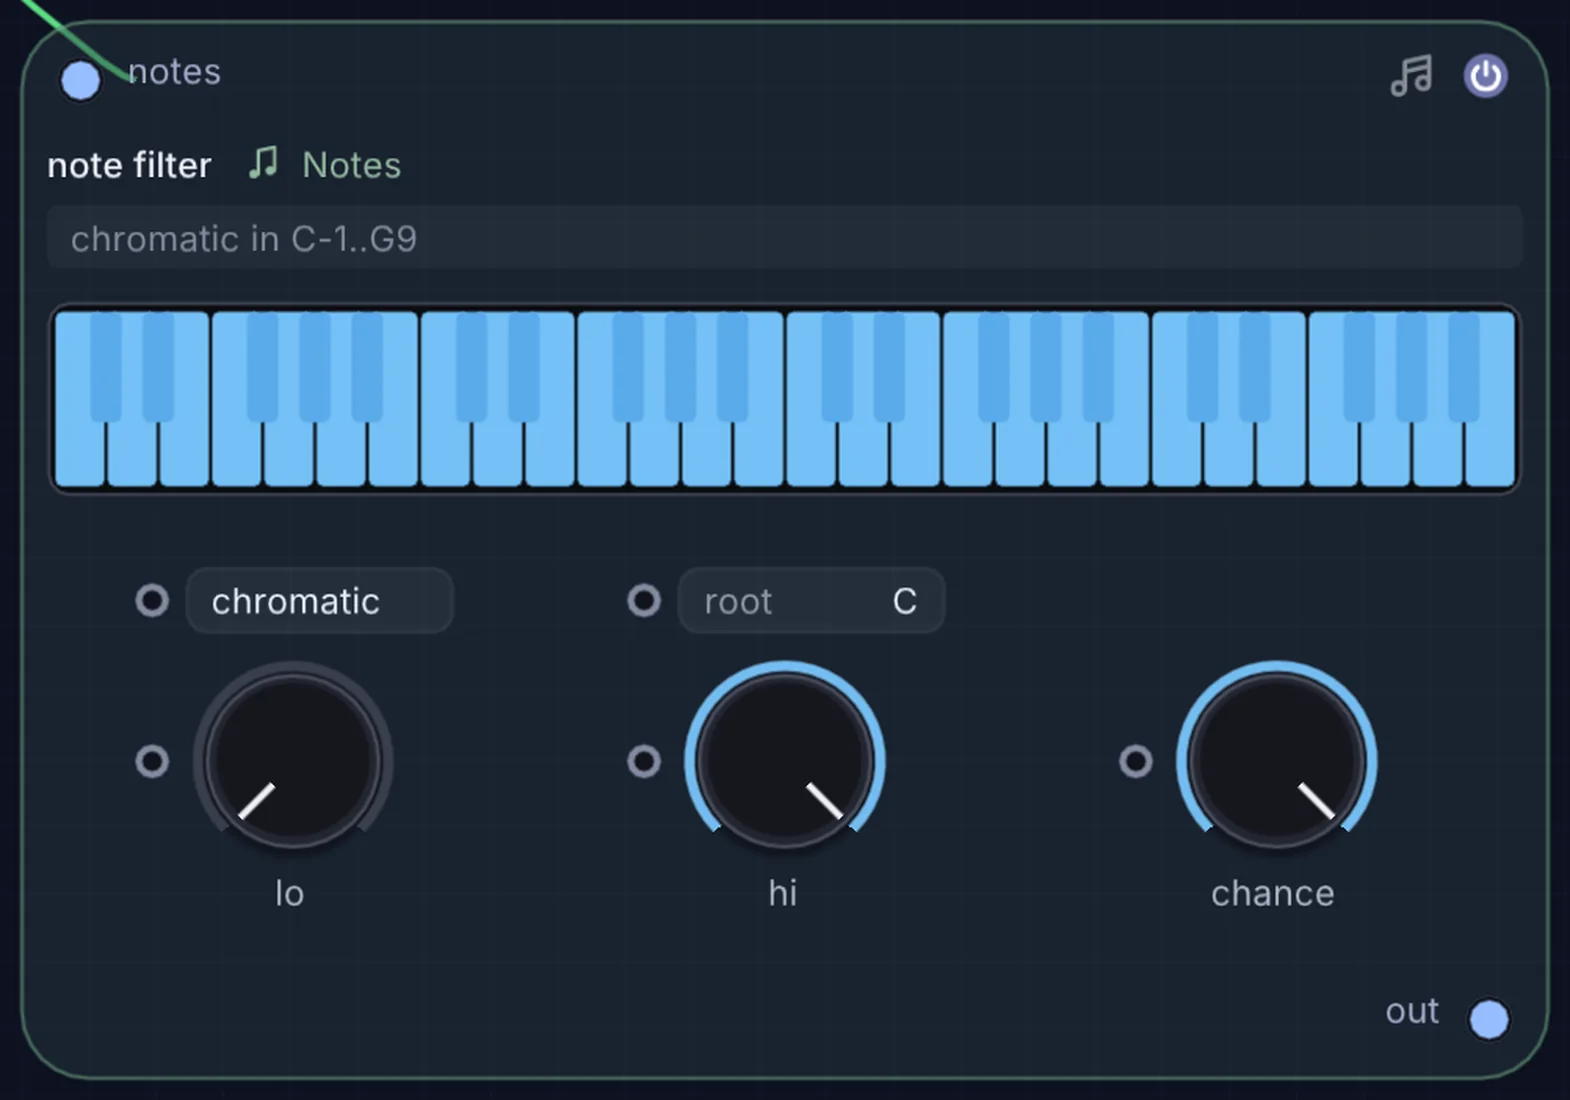 notes
note filter Notes
chromatic in C-1..G9
chromatic root C
lo hi chance
out